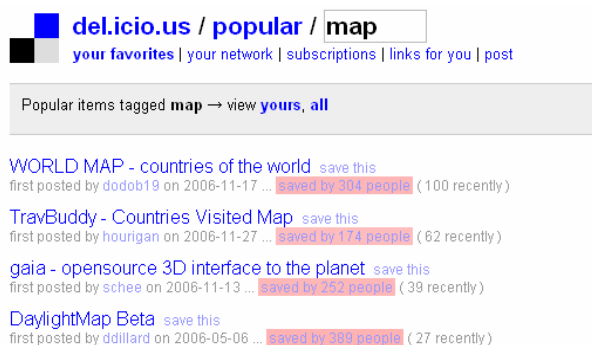 del.icio.us / popular / map
your favorites | your network | subscriptions | links for you | post
Popular items tagged map → view yours, all
WORLD MAP - countries of the world save this
first posted by dodob19 on 2006-11-17 ... saved by 304 people ( 100 recently )
TravBuddy - Countries Visited Map save this
first posted by hourigan on 2006-11-27 ... saved by 174 people ( 62 recently )
gaia - opensource 3D interface to the planet save this
first posted by schee on 2006-11-13 ... saved by 252 people ( 39 recently )
DaylightMap Beta save this
first posted by ddillard on 2006-05-06 ... saved by 389 people ( 27 recently )